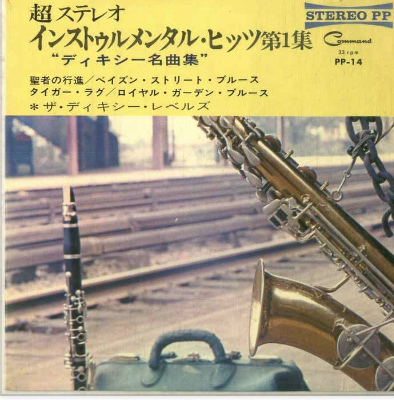 超ステレオ
インストゥルメンタル・ヒッツ第1集
“ディキシー名曲集”
聖者の行進／ベイズン・ストリート・ブルース
タイガー・ラグ／ロイヤル・ガーデン・ブルース
＊ザ・ディキシー・レベルズ
STEREO PP
Command
33 rpm
PP-14